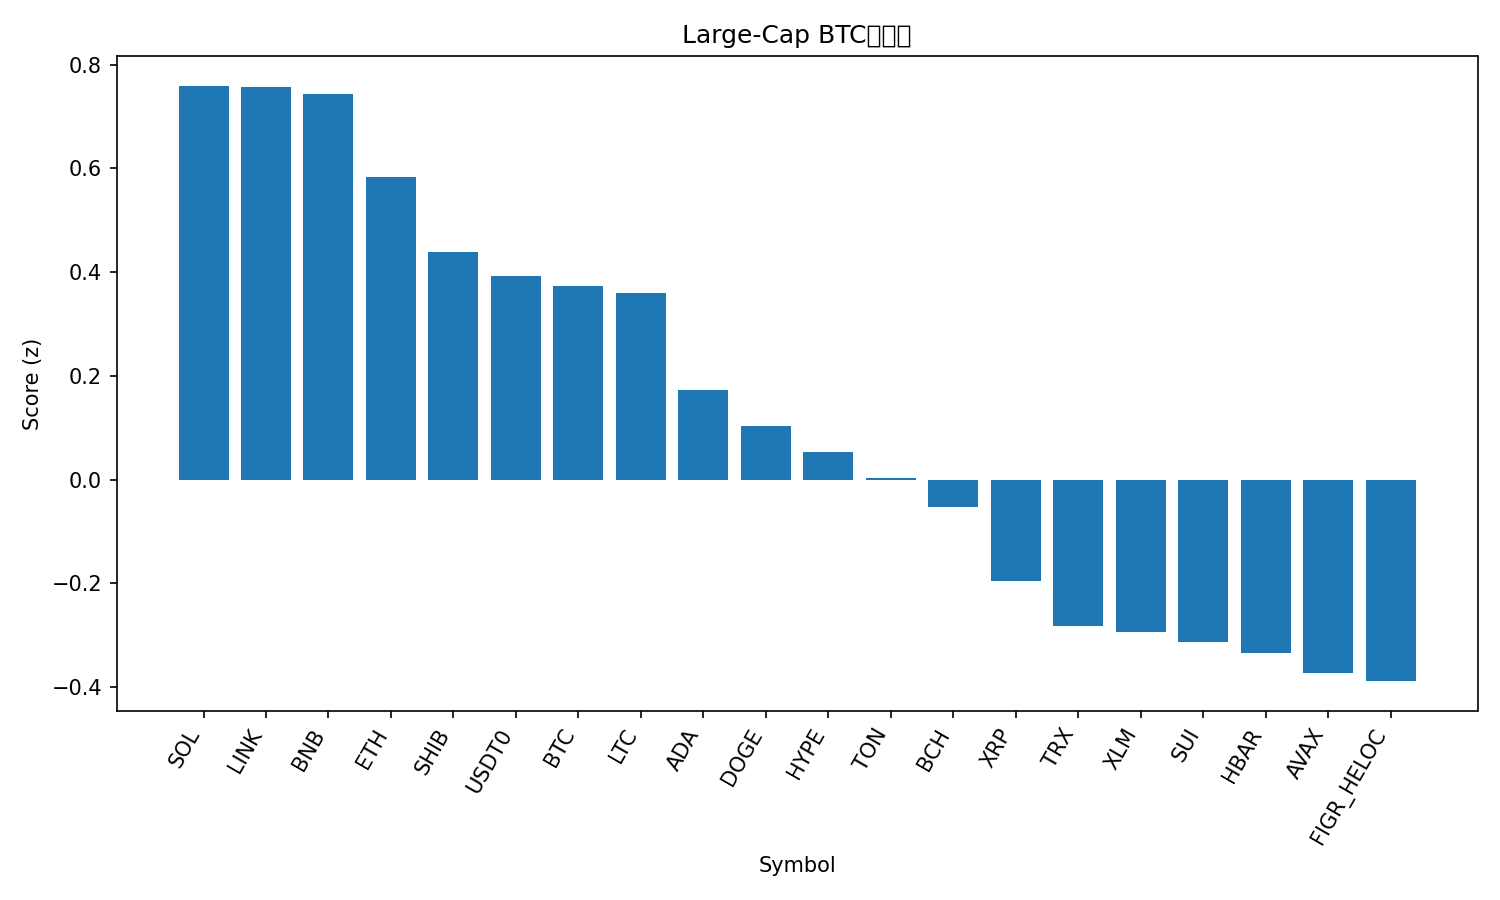 Large-Cap BTC
0.8
0.6
0.4
0.2
0.0
−0.2
−0.4
Score (z)
SOL
LINK
BNB
ETH
SHIB
USDT0
BTC
LTC
ADA
DOGE
HYPE
TON
BCH
XRP
TRX
XLM
SUI
HBAR
AVAX
FIGR_HELOC
Symbol